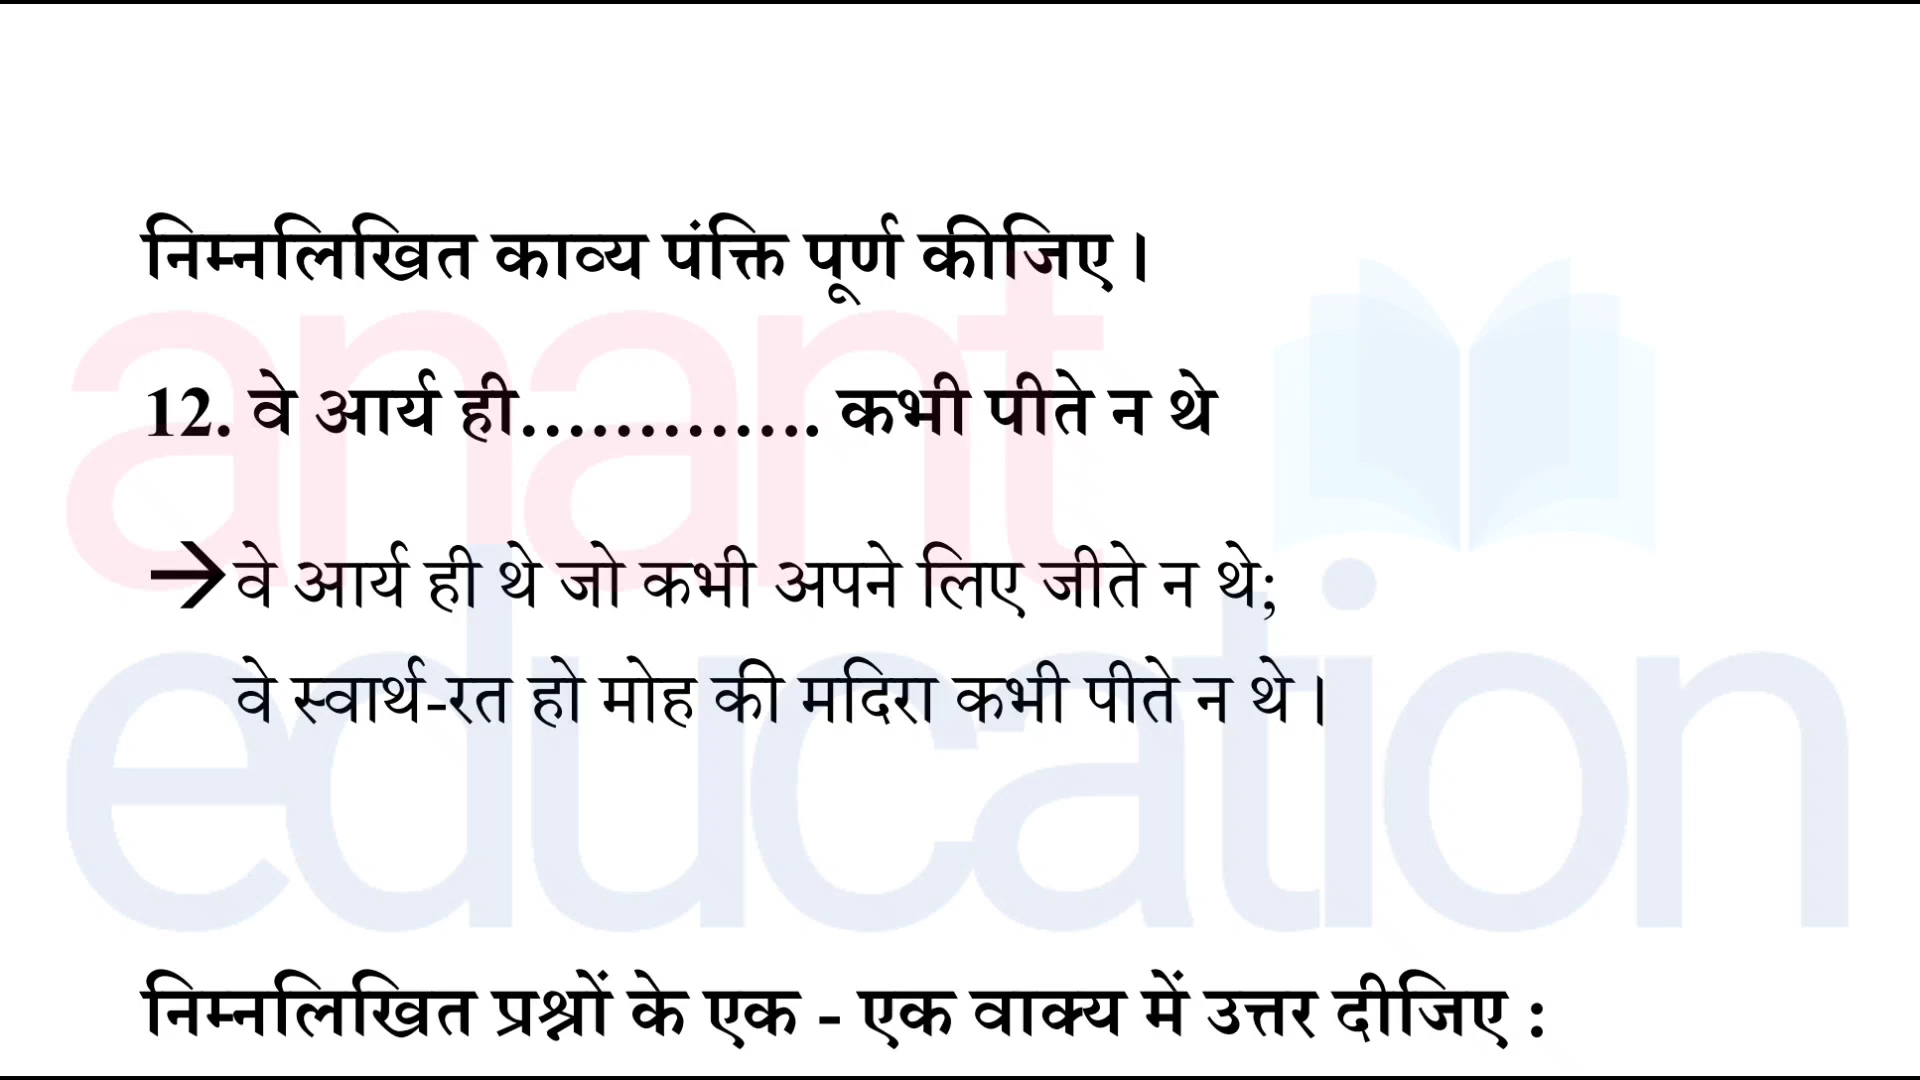 निम्नलिखित काव्य पंक्ति पूर्ण कीजिए ।
12. वे आर्य ही............. कभी पीते न थे
→वे आर्य ही थे जो कभी अपने लिए जीते न थे;
वे स्वार्थ-रत हो मोह की मदिरा कभी पीते न थे ।
निम्नलिखित प्रश्नों के एक - एक वाक्य में उत्तर दीजिए :
anant
education